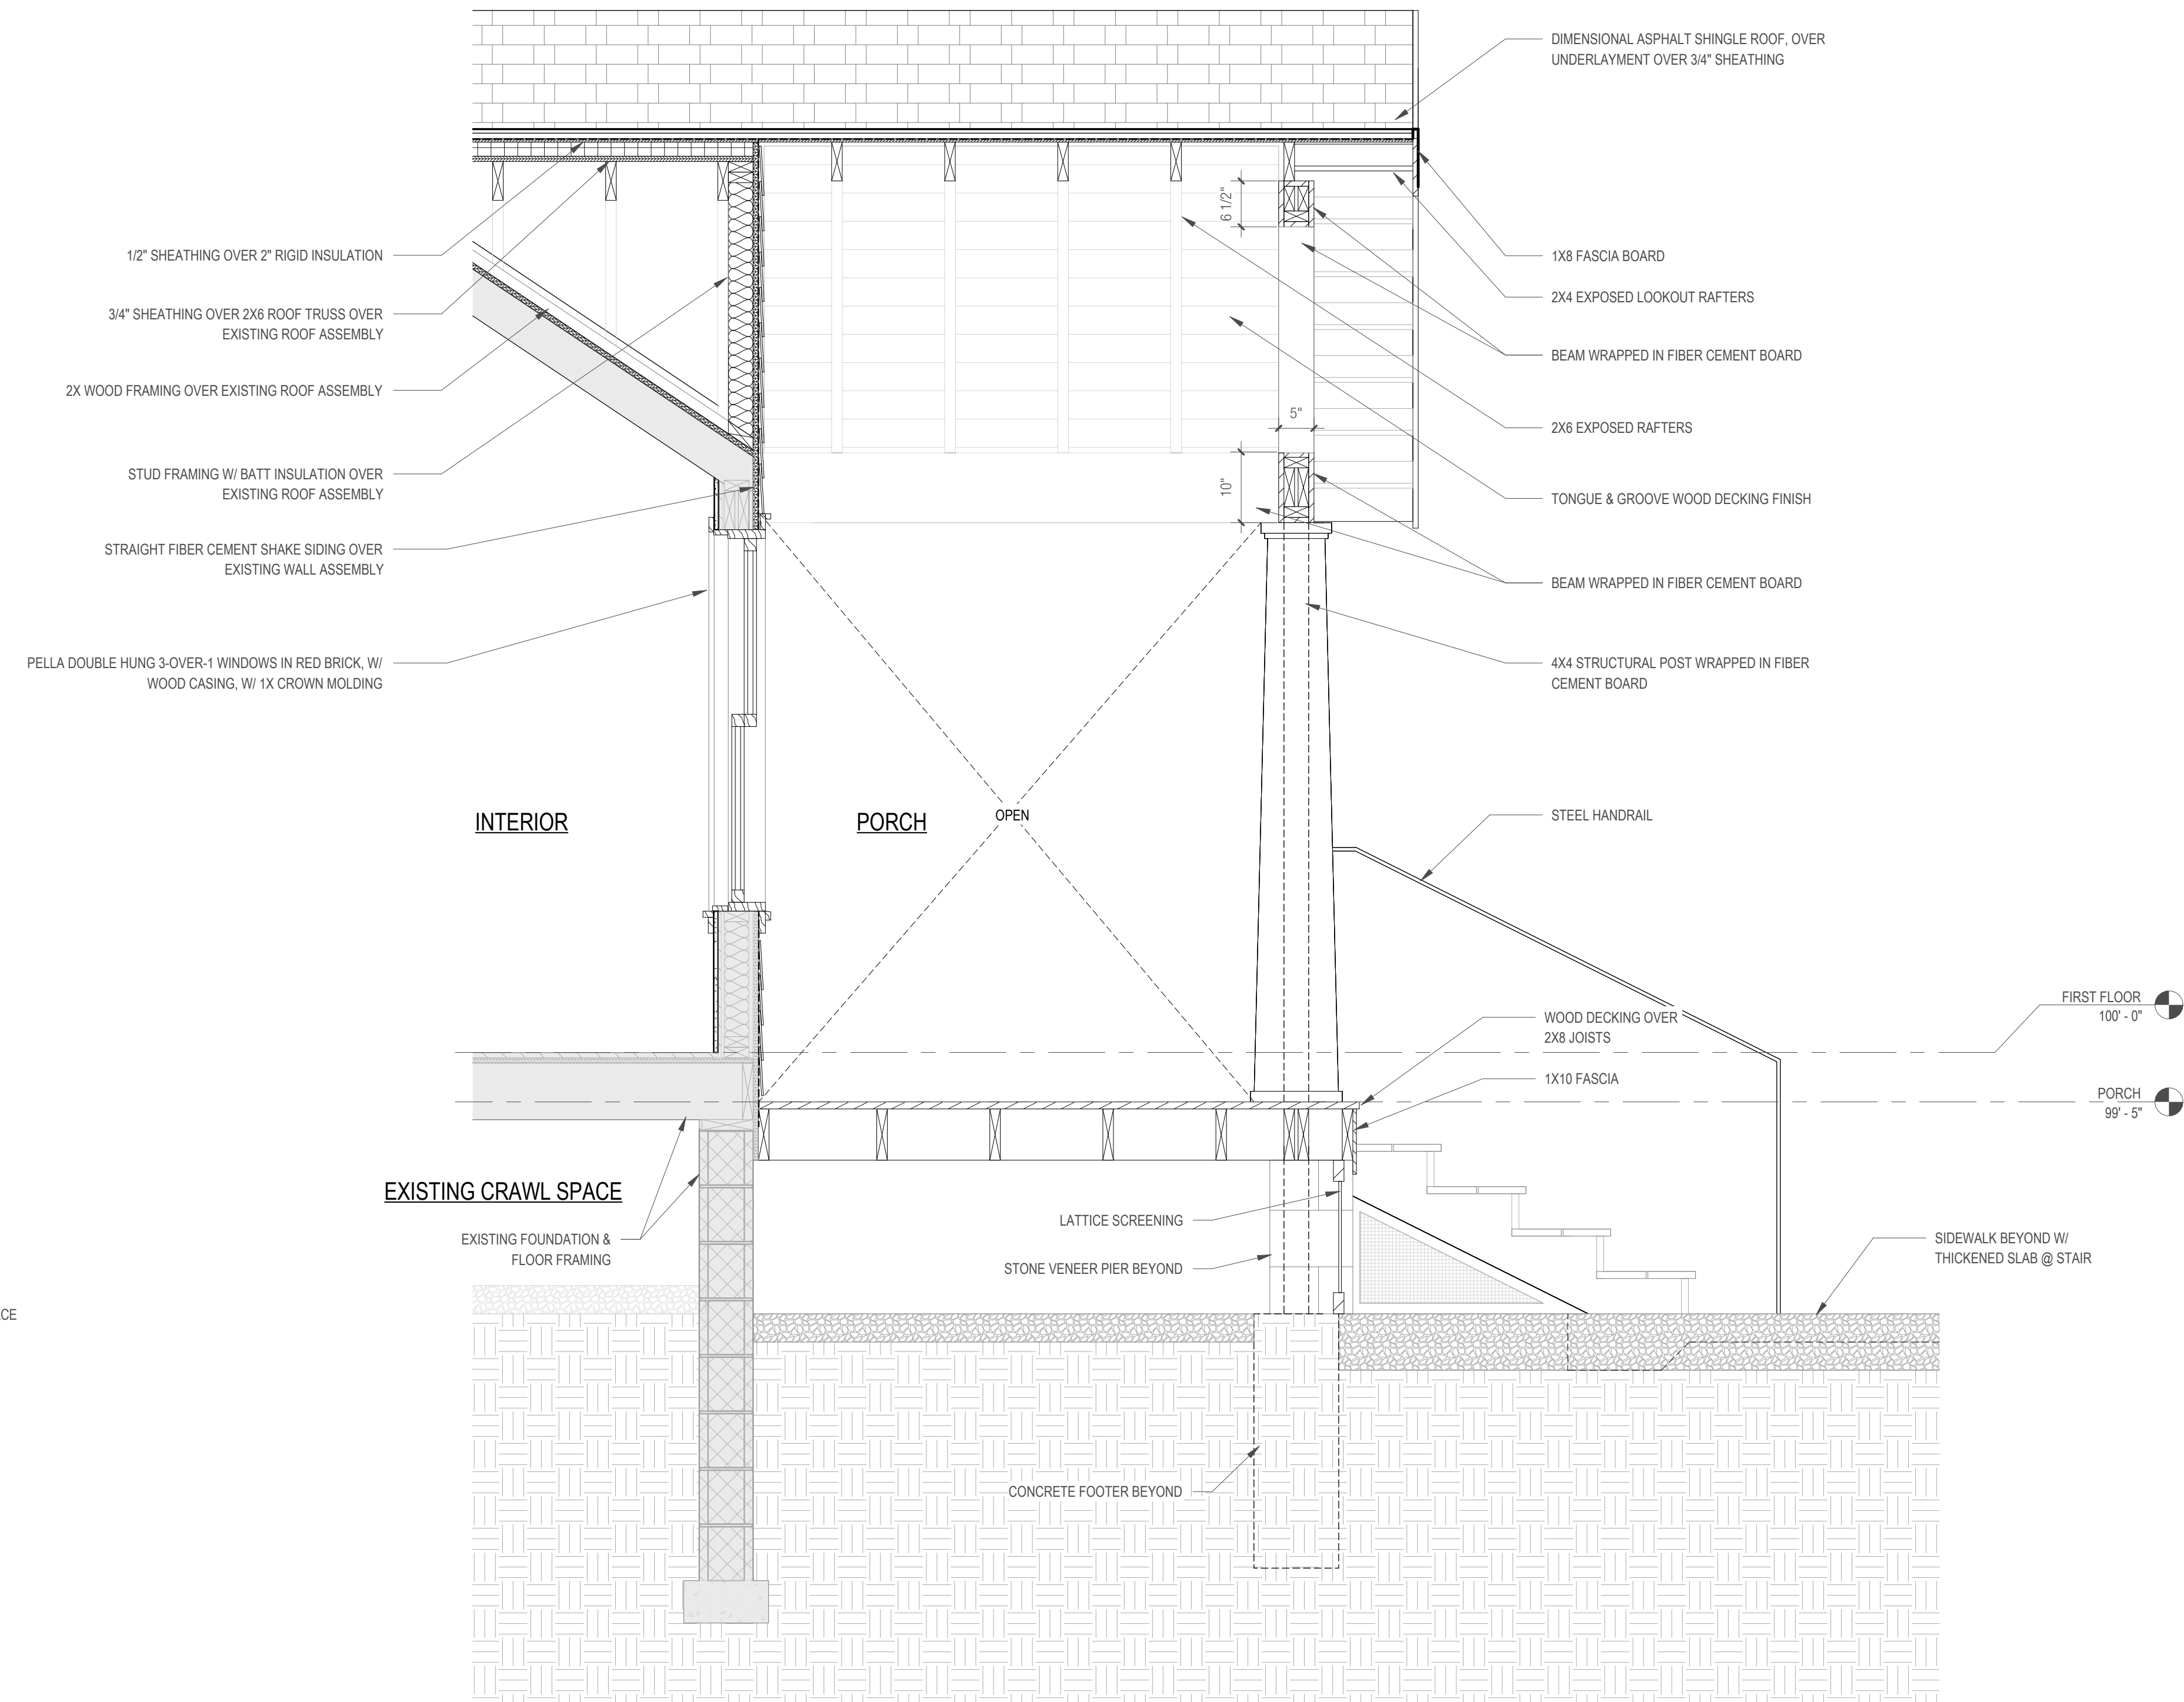 DIMENSIONAL ASPHALT SHINGLE ROOF, OVER
UNDERLAYMENT OVER 3/4" SHEATHING
1/2" SHEATHING OVER 2" RIGID INSULATION
3/4" SHEATHING OVER 2X6 ROOF TRUSS OVER
EXISTING ROOF ASSEMBLY
2X WOOD FRAMING OVER EXISTING ROOF ASSEMBLY
STUD FRAMING W/ BATT INSULATION OVER
EXISTING ROOF ASSEMBLY
STRAIGHT FIBER CEMENT SHAKE SIDING OVER
EXISTING WALL ASSEMBLY
PELLA DOUBLE HUNG 3-OVER-1 WINDOWS IN RED BRICK, W/
WOOD CASING, W/ 1X CROWN MOLDING
6 1/2"
5"
10"
1X8 FASCIA BOARD
2X4 EXPOSED LOOKOUT RAFTERS
BEAM WRAPPED IN FIBER CEMENT BOARD
2X6 EXPOSED RAFTERS
TONGUE & GROOVE WOOD DECKING FINISH
BEAM WRAPPED IN FIBER CEMENT BOARD
4X4 STRUCTURAL POST WRAPPED IN FIBER
CEMENT BOARD
INTERIOR
PORCH
OPEN
STEEL HANDRAIL
WOOD DECKING OVER
2X8 JOISTS
1X10 FASCIA
FIRST FLOOR
100' - 0"
PORCH
99' - 5"
EXISTING CRAWL SPACE
EXISTING FOUNDATION &
FLOOR FRAMING
LATTICE SCREENING
STONE VENEER PIER BEYOND
SIDEWALK BEYOND W/
THICKENED SLAB @ STAIR
CE
CONCRETE FOOTER BEYOND